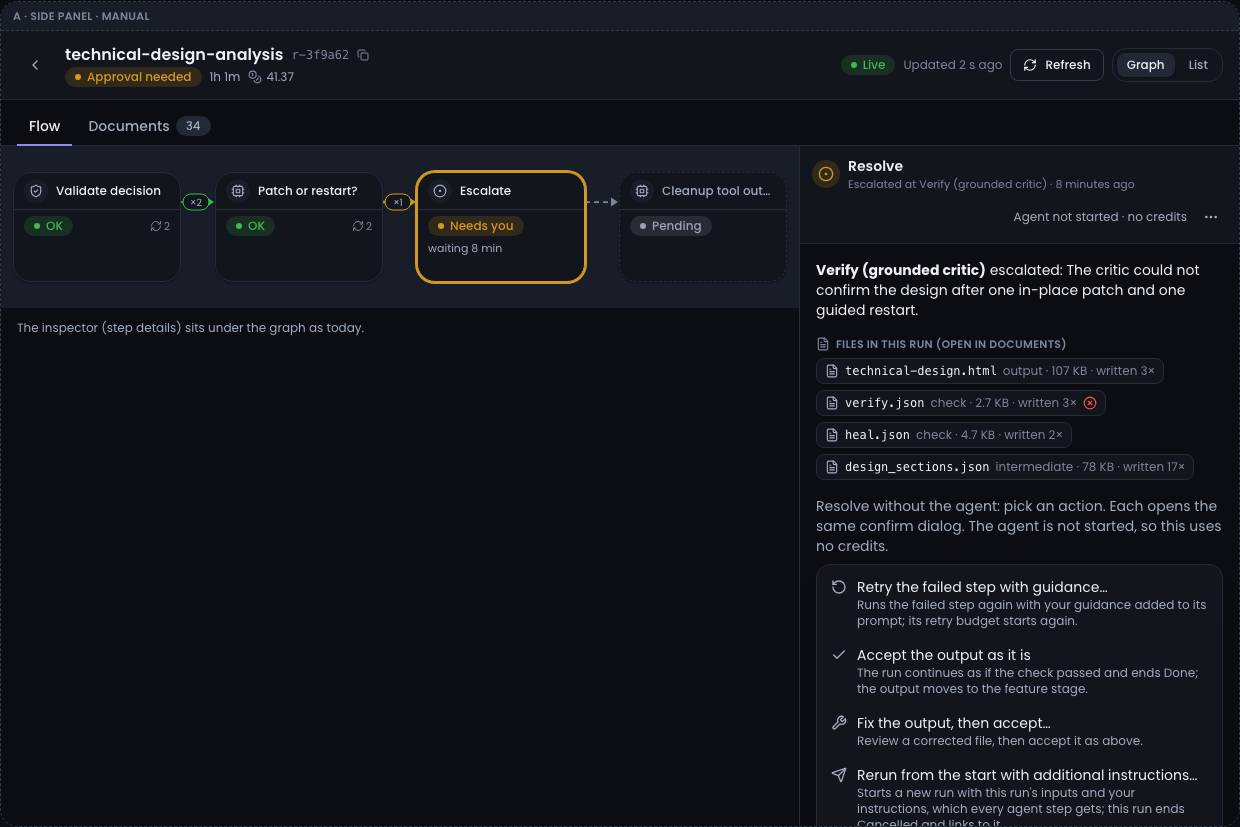 A · SIDE PANEL · MANUAL
technical-design-analysis r-3f9a62
Approval needed 1h 1m 41.37
Live Updated 2 s ago Refresh Graph List
Flow Documents 34
Validate decision
OK 2
×2
Patch or restart?
OK 2
×1
Escalate
Needs you
waiting 8 min
Cleanup tool out…
Pending
The inspector (step details) sits under the graph as today.
Resolve
Escalated at Verify (grounded critic) · 8 minutes ago
Agent not started · no credits
Verify (grounded critic) escalated: The critic could not
confirm the design after one in-place patch and one
guided restart.
FILES IN THIS RUN (OPEN IN DOCUMENTS)
technical-design.html output · 107 KB · written 3×
verify.json check · 2.7 KB · written 3×
heal.json check · 4.7 KB · written 2×
design_sections.json intermediate · 78 KB · written 17×
Resolve without the agent: pick an action. Each opens the
same confirm dialog. The agent is not started, so this uses
no credits.
Retry the failed step with guidance…
Runs the failed step again with your guidance added to its
prompt; its retry budget starts again.
Accept the output as it is
The run continues as if the check passed and ends Done;
the output moves to the feature stage.
Fix the output, then accept…
Review a corrected file, then accept it as above.
Rerun from the start with additional instructions…
Starts a new run with this run's inputs and your
instructions, which every agent step gets; this run ends
Cancelled and links to it.